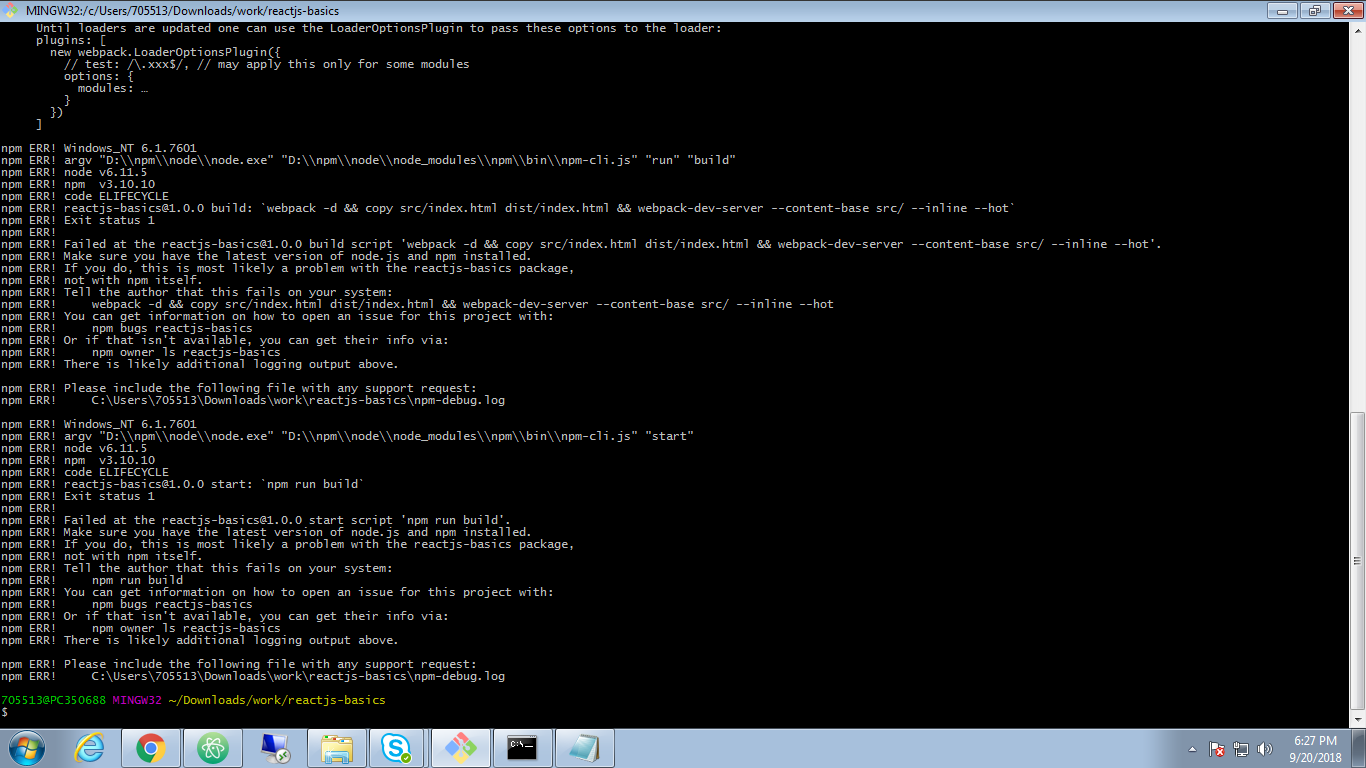 MINGW32:/c/Users/705513/Downloads/work/reactjs-basics
Until loaders are updated one can use the LoaderOptionsPlugin to pass these options to the loader:
plugins: [
new webpack.LoaderOptionsPlugin({
// test: /\.xxx$/, // may apply this only for some modules
options: {
modules: …
}
})
]
npm ERR! Windows_NT 6.1.7601
npm ERR! argv "D:\\npm\\node\\node.exe" "D:\\npm\\node\\node_modules\\npm\\bin\\npm-cli.js" "run" "build"
npm ERR! node v6.11.5
npm ERR! npm  v3.10.10
npm ERR! code ELIFECYCLE
npm ERR! reactjs-basics@1.0.0 build: `webpack -d && copy src/index.html dist/index.html && webpack-dev-server --content-base src/ --inline --hot`
npm ERR! Exit status 1
npm ERR!
npm ERR! Failed at the reactjs-basics@1.0.0 build script 'webpack -d && copy src/index.html dist/index.html && webpack-dev-server --content-base src/ --inline --hot'.
npm ERR! Make sure you have the latest version of node.js and npm installed.
npm ERR! If you do, this is most likely a problem with the reactjs-basics package,
npm ERR! not with npm itself.
npm ERR! Tell the author that this fails on your system:
npm ERR!     webpack -d && copy src/index.html dist/index.html && webpack-dev-server --content-base src/ --inline --hot
npm ERR! You can get information on how to open an issue for this project with:
npm ERR!     npm bugs reactjs-basics
npm ERR! Or if that isn't available, you can get their info via:
npm ERR!     npm owner ls reactjs-basics
npm ERR! There is likely additional logging output above.
npm ERR! Please include the following file with any support request:
npm ERR!     C:\Users\705513\Downloads\work\reactjs-basics\npm-debug.log
npm ERR! Windows_NT 6.1.7601
npm ERR! argv "D:\\npm\\node\\node.exe" "D:\\npm\\node\\node_modules\\npm\\bin\\npm-cli.js" "start"
npm ERR! node v6.11.5
npm ERR! npm  v3.10.10
npm ERR! code ELIFECYCLE
npm ERR! reactjs-basics@1.0.0 start: `npm run build`
npm ERR! Exit status 1
npm ERR!
npm ERR! Failed at the reactjs-basics@1.0.0 start script 'npm run build'.
npm ERR! Make sure you have the latest version of node.js and npm installed.
npm ERR! If you do, this is most likely a problem with the reactjs-basics package,
npm ERR! not with npm itself.
npm ERR! Tell the author that this fails on your system:
npm ERR!     npm run build
npm ERR! You can get information on how to open an issue for this project with:
npm ERR!     npm bugs reactjs-basics
npm ERR! Or if that isn't available, you can get their info via:
npm ERR!     npm owner ls reactjs-basics
npm ERR! There is likely additional logging output above.
npm ERR! Please include the following file with any support request:
npm ERR!     C:\Users\705513\Downloads\work\reactjs-basics\npm-debug.log
705513@PC350688 MINGW32 ~/Downloads/work/reactjs-basics
$
C:\
6:27 PM
9/20/2018